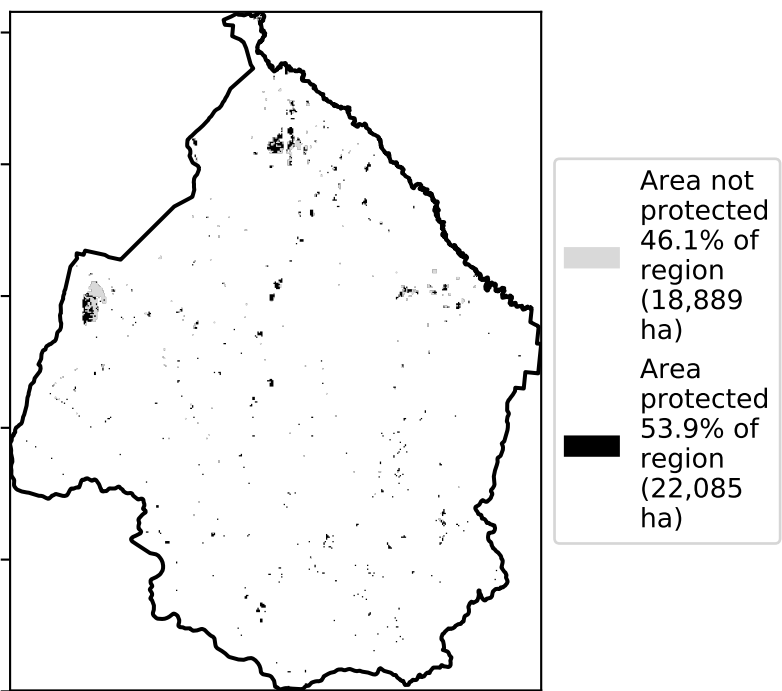 Area not
protected
46.1% of
region
(18,889
ha)
Area
protected
53.9% of
region
(22,085
ha)